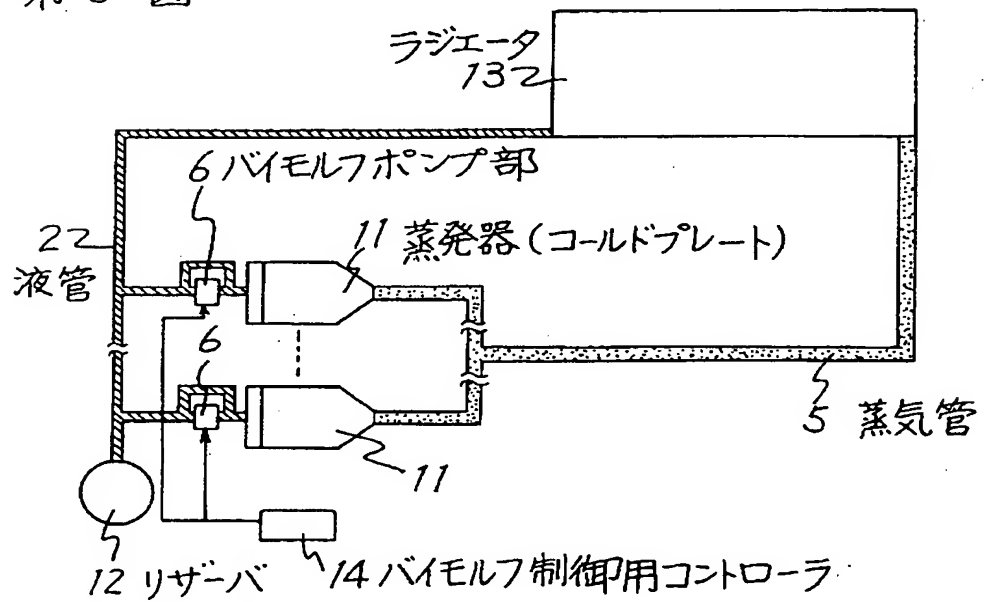 ラジエータ
13
6 バイモルフポンプ部
2
液管
11 蒸発器(コールドプレート)
6
5 蒸気管
11
12 リザーバ
14 バイモルフ制御用コントローラ